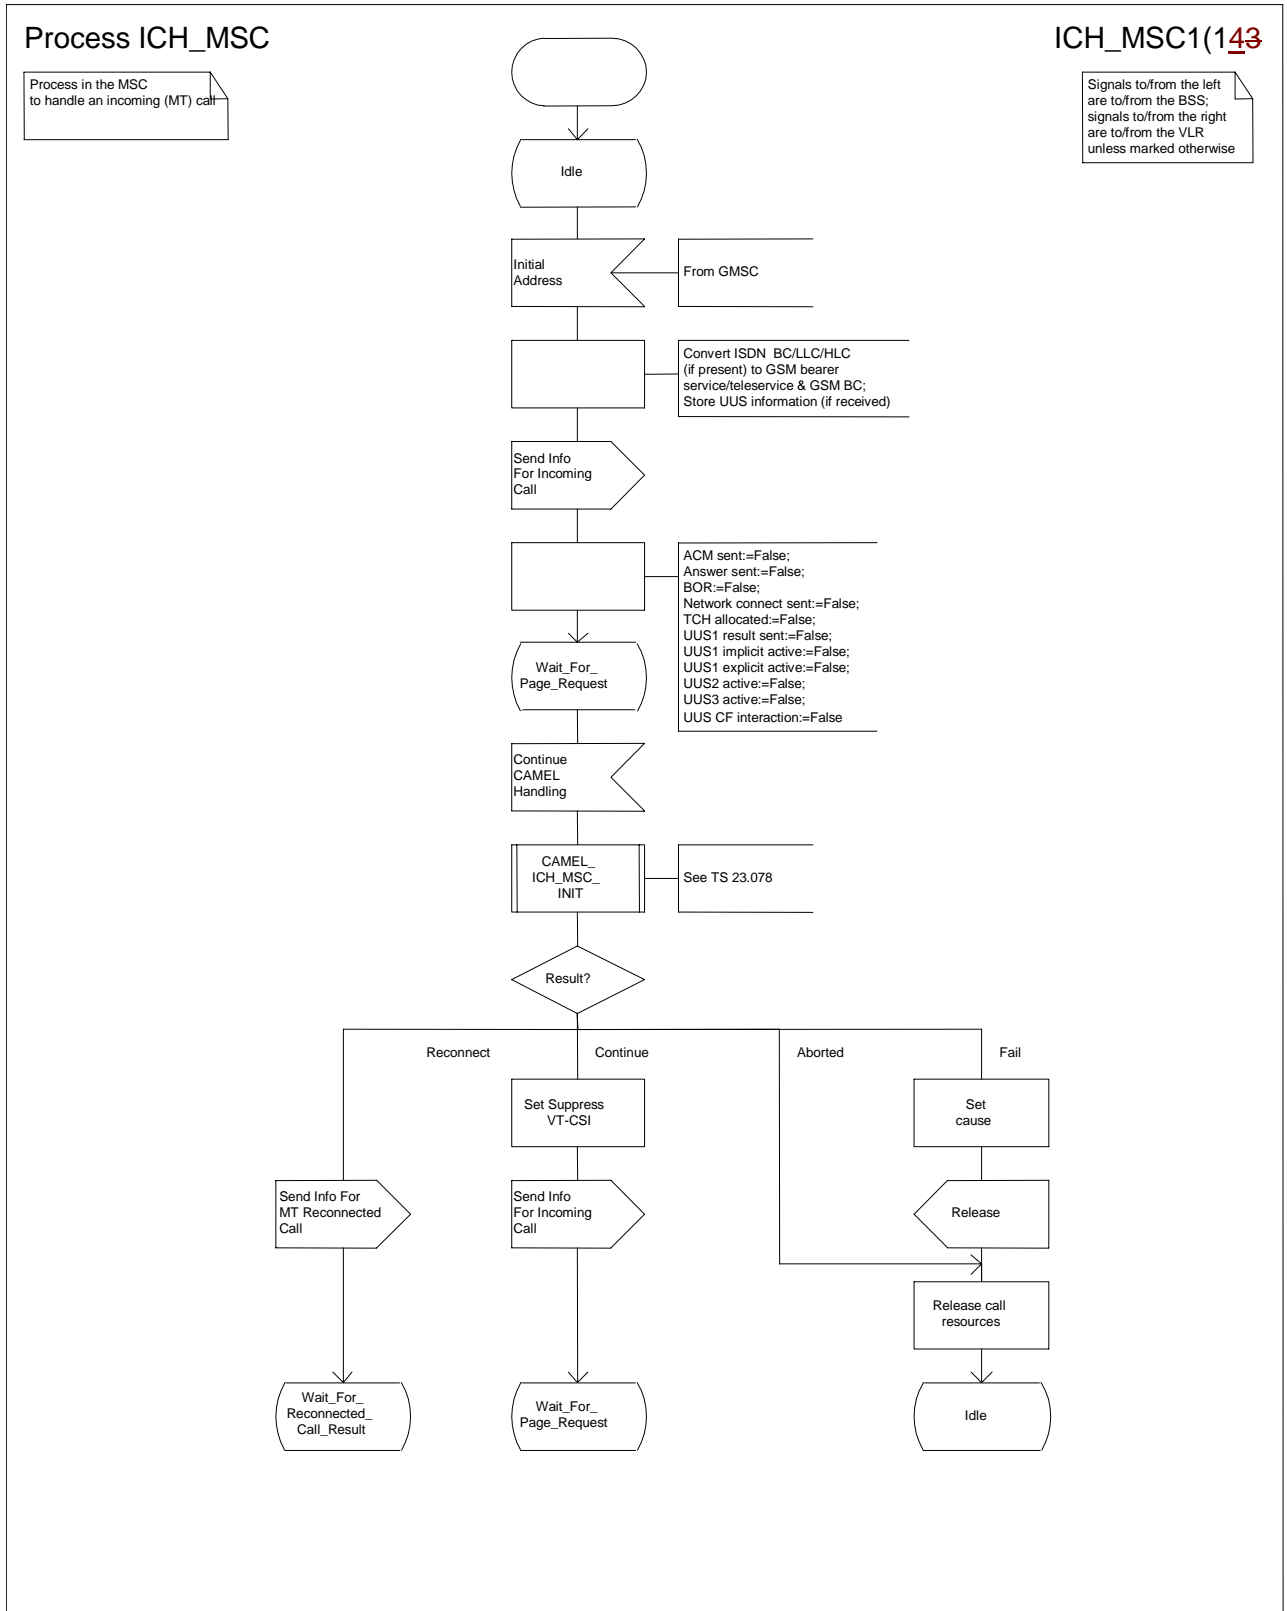 Process ICH_MSC
ICH_MSC1(143
Process in the MSC
to handle an incoming (MT) call
Signals to/from the left
are to/from the BSS;
signals to/from the right
are to/from the VLR
unless marked otherwise
Idle
Initial
Address
From GMSC
Convert ISDN BC/LLC/HLC
(if present) to GSM bearer
service/teleservice & GSM BC;
Store UUS information (if received)
Send Info
For Incoming
Call
ACM sent:=False;
Answer sent:=False;
BOR:=False;
Network connect sent:=False;
TCH allocated:=False;
UUS1 result sent:=False;
UUS1 implicit active:=False;
UUS1 explicit active:=False;
UUS2 active:=False;
UUS3 active:=False;
UUS CF interaction:=False
Wait_For_
Page_Request
Continue
CAMEL
Handling
CAMEL_
ICH_MSC_
INIT
See TS 23.078
Result?
Reconnect
Continue
Aborted
Fail
Set Suppress
VT-CSI
Set
cause
Send Info For
MT Reconnected
Call
Send Info
For Incoming
Call
Release
Release call
resources
Wait_For_
Reconnected_
Call_Result
Wait_For_
Page_Request
Idle